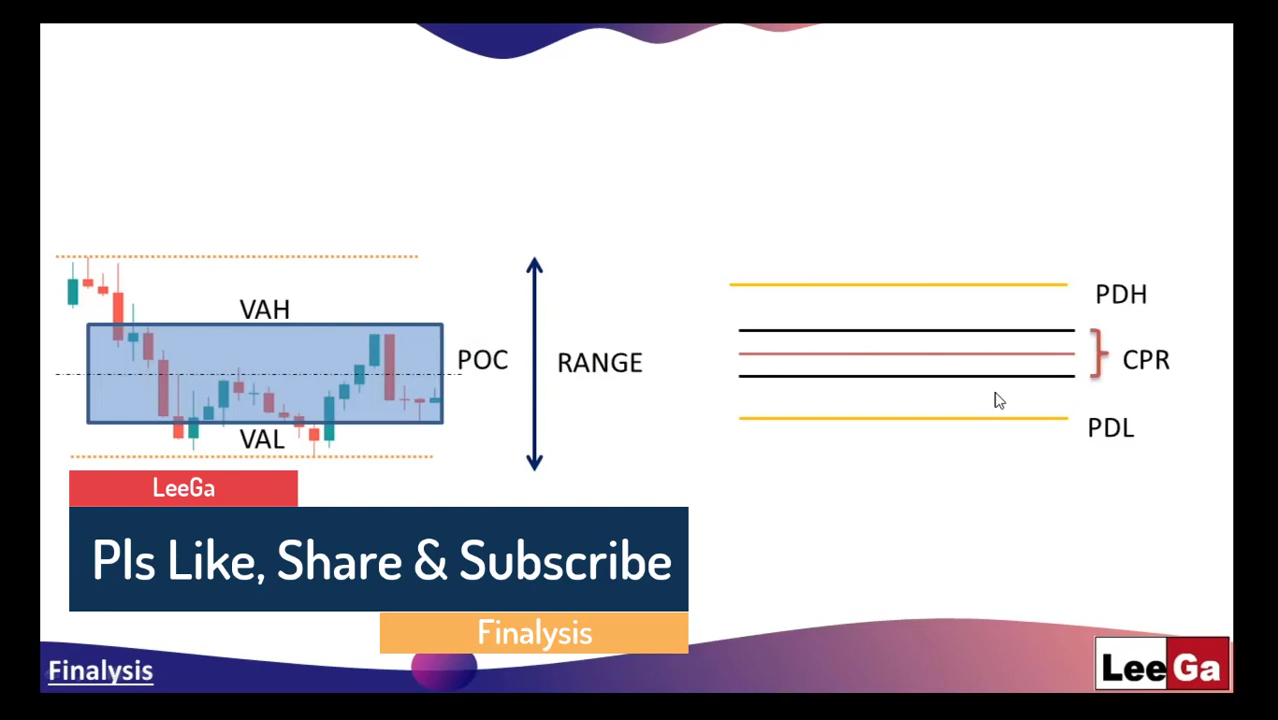 VAH
POC
RANGE
VAL
PDH
CPR
PDL
LeeGa
Pls Like, Share & Subscribe
Finalysis
Finalysis
LeeGa